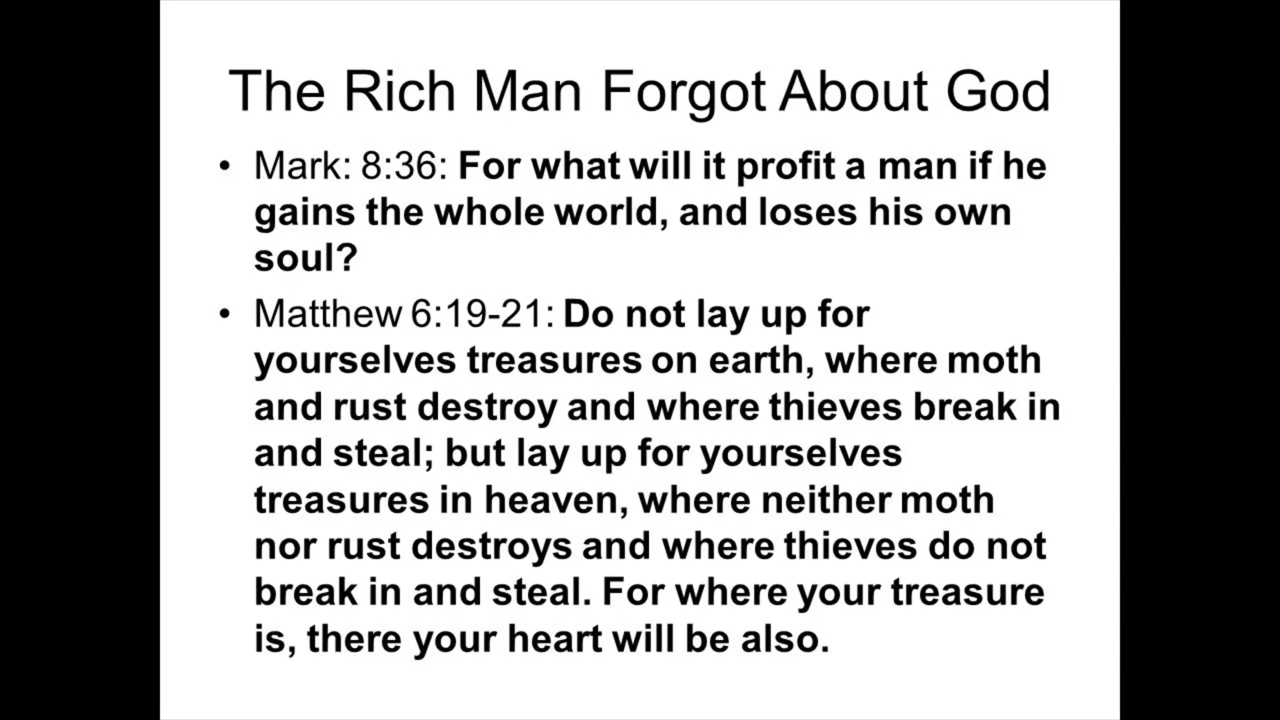 The Rich Man Forgot About God
• Mark: 8:36: For what will it profit a man if he
gains the whole world, and loses his own
soul?
• Matthew 6:19-21: Do not lay up for
yourselves treasures on earth, where moth
and rust destroy and where thieves break in
and steal; but lay up for yourselves
treasures in heaven, where neither moth
nor rust destroys and where thieves do not
break in and steal. For where your treasure
is, there your heart will be also.